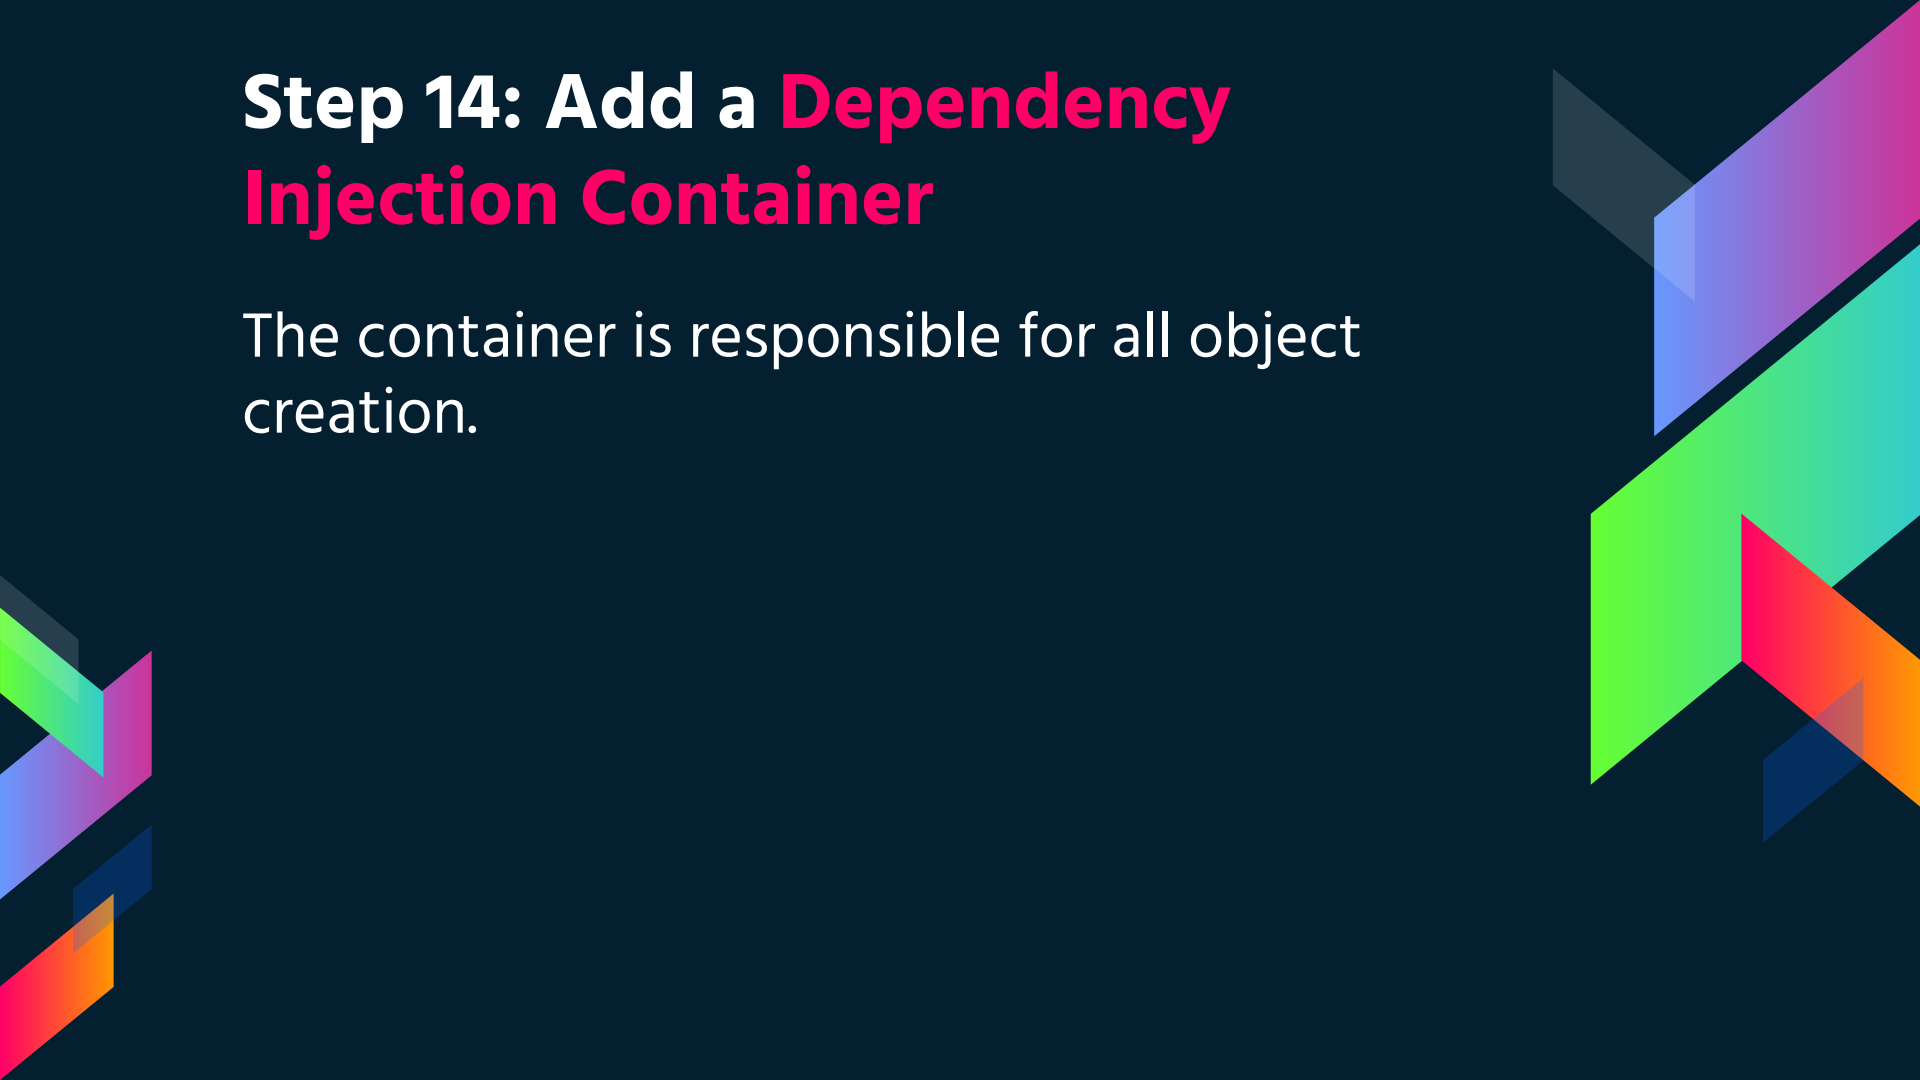 Step 14: Add a Dependency
Injection Container
The container is responsible for all object
creation.